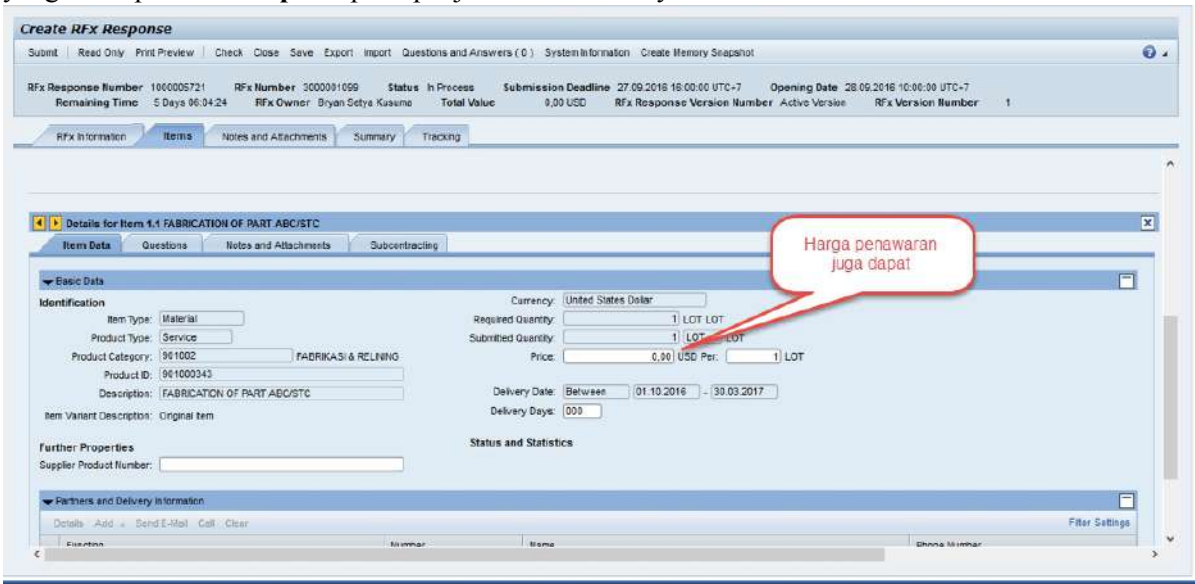 Create RFx Response
Submit | Read Only Print Preview | Check Close Save Export Import Questions and Answers ( 0 ) System Information Create Memory Snapshot
RFx Response Number 1000005721 RFx Number 3000001099 Status In Process Submission Deadline 27.09.2016 16:00:00 UTC+7 Opening Date 28.09.2016 10:00:00 UTC+7
Remaining Time 5 Days 06:04:24 RFx Owner Bryan Setya Kusuma Total Value 0,00 USD RFx Response Version Number Active Version RFx Version Number 1
RFx Information Items Notes and Attachments Summary Tracking
Details for Item 1.1 FABRICATION OF PART ABC/STC
Item Data Questions Notes and Attachments Subcontracting
Harga penawaran
juga dapat
Basic Data
Identification Currency: United States Dollar
Item Type: Material Required Quantity: 1 LOT LOT
Product Type: Service Submitted Quantity: 1 LOT LOT
Product Category: 901002 FABRIKASI & RELINING Price: 0,00 USD Per: 1 LOT
Product ID: 901000343
Description: FABRICATION OF PART ABC/STC Delivery Date: Between 01.10.2016 - 30.03.2017
Item Variant Description: Original Item Delivery Days: 000
Further Properties Status and Statistics
Supplier Product Number:
Partners and Delivery Information
Details Add Send E-Mail Call Clear Filter Settings
Function Number Name Phone Number